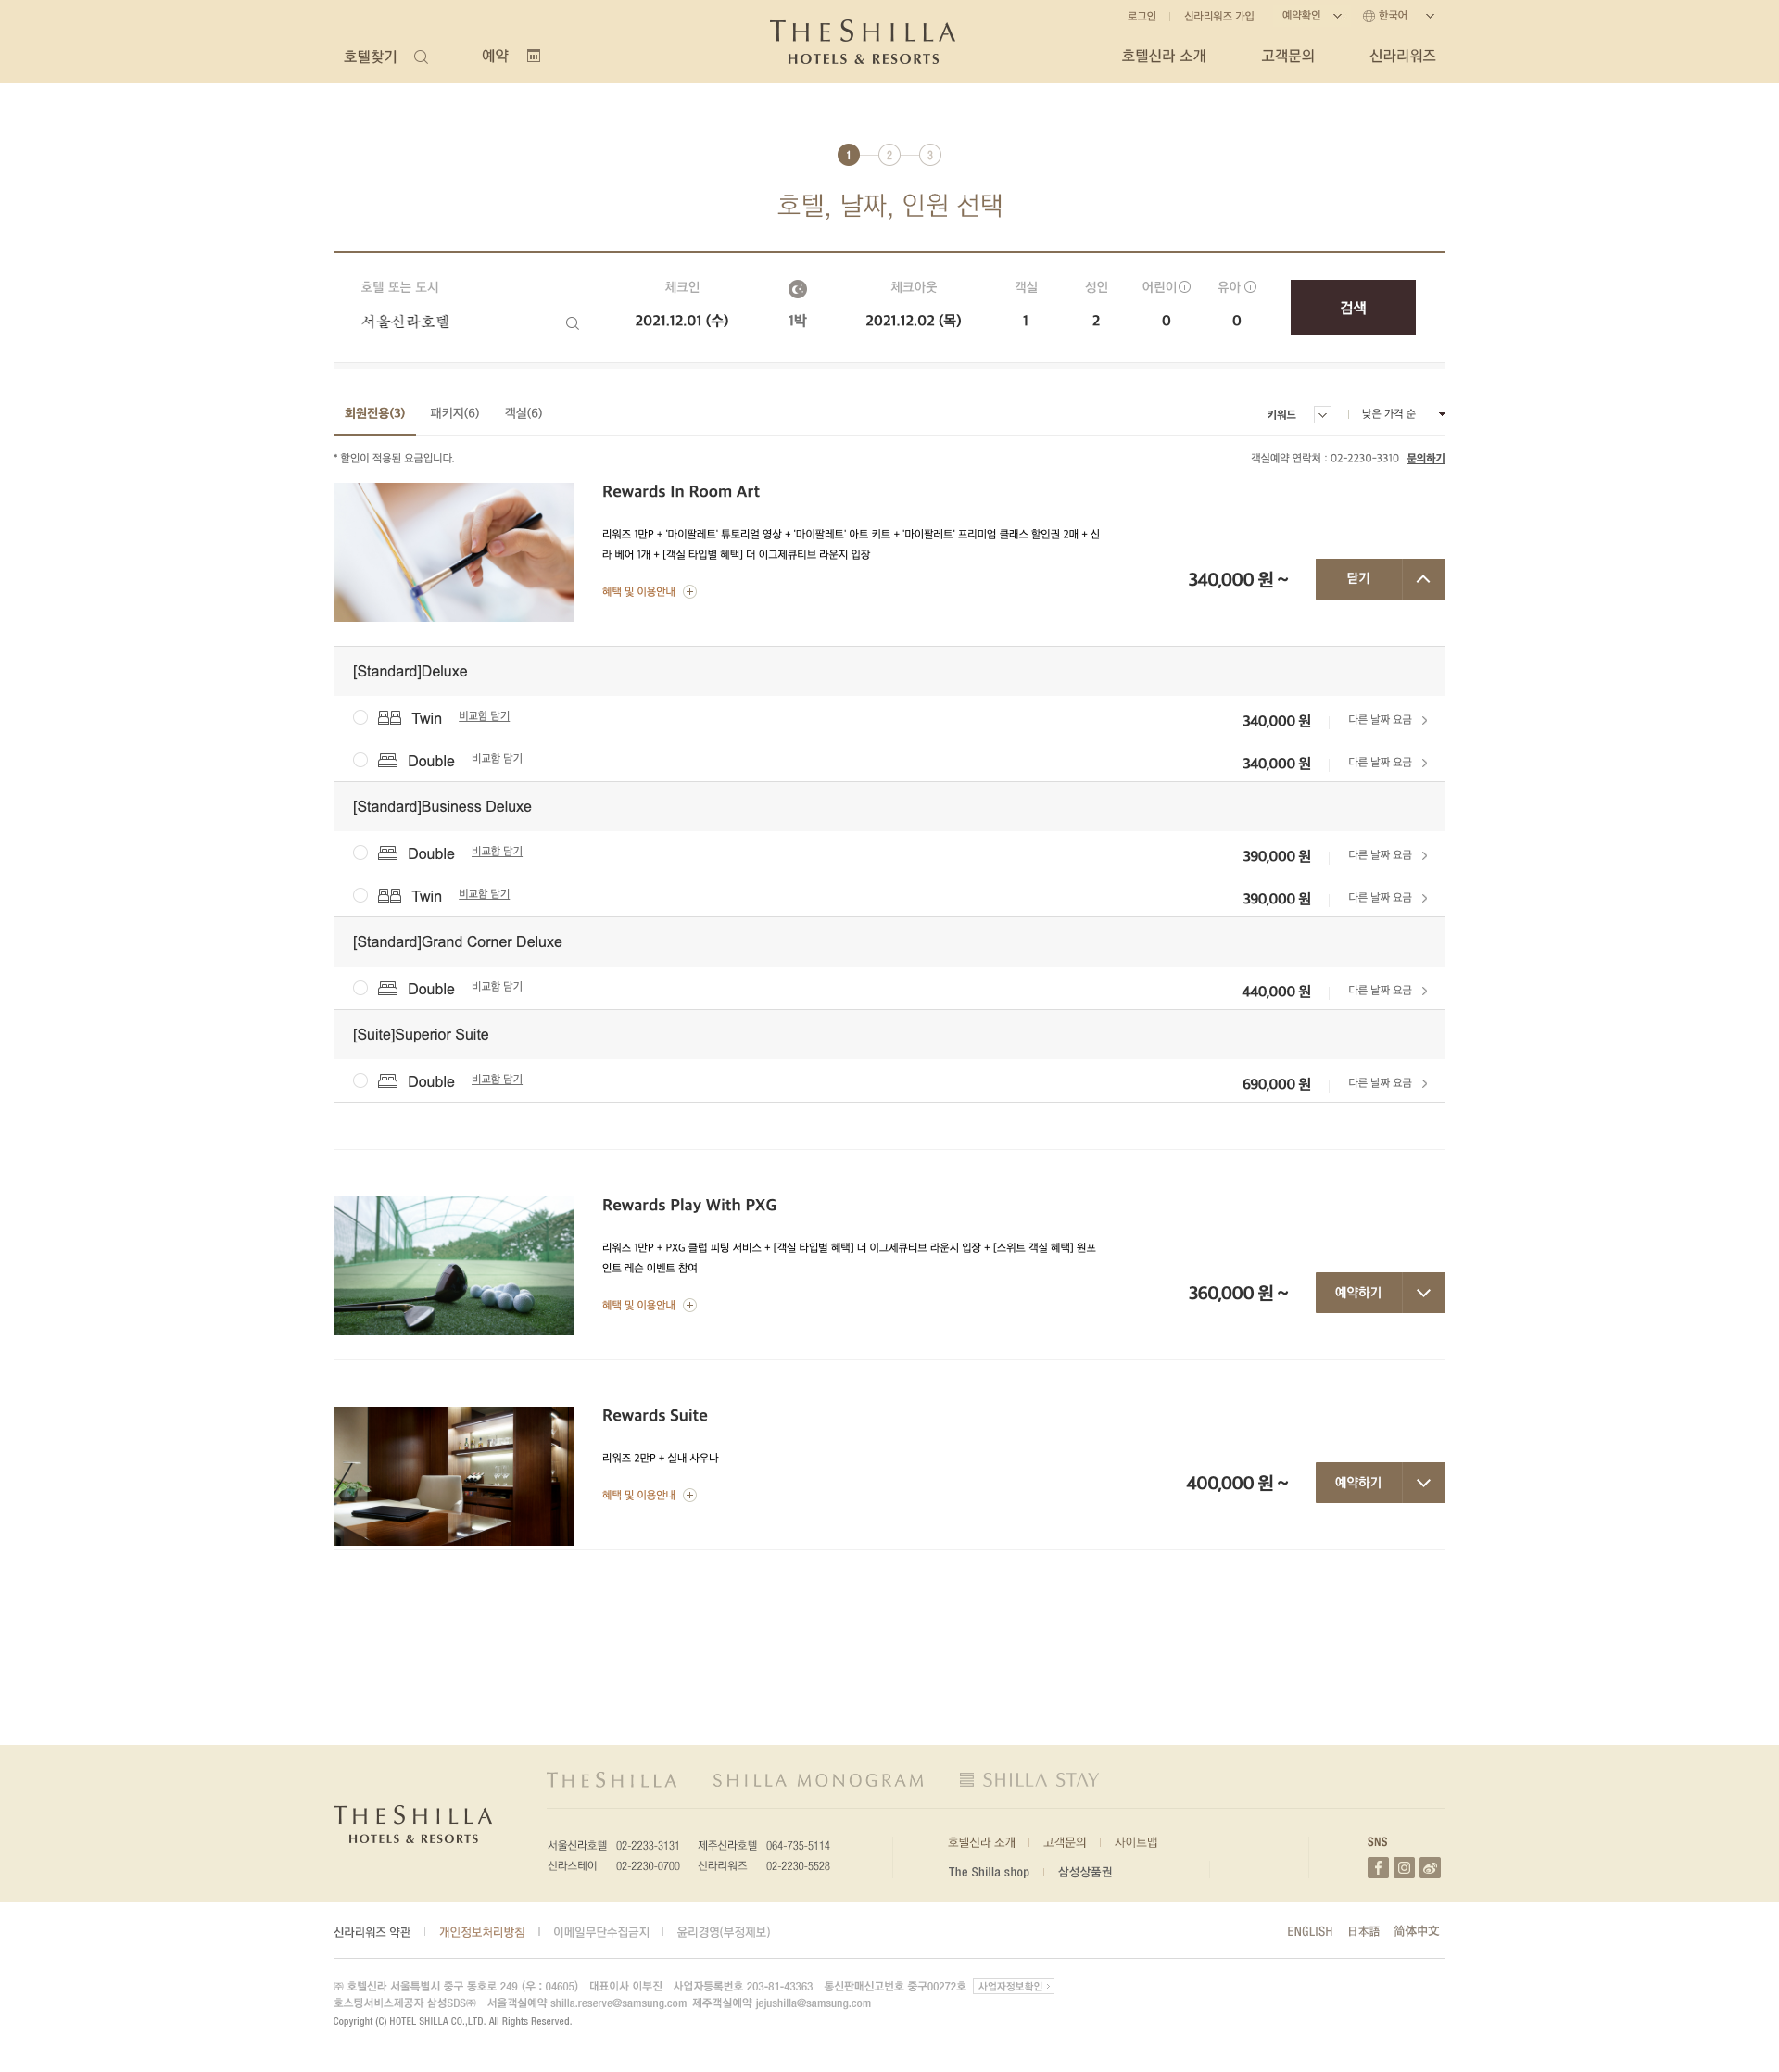 로그인
신라리워즈 가입
예약확인
한국어
호텔찾기
예약
THE SHILLA
HOTELS & RESORTS
호텔신라 소개
고객문의
신라리워즈
1
2
3
호텔, 날짜, 인원 선택
호텔 또는 도시
체크인
체크아웃
객실
성인
어린이
유아
검색
서울신라호텔
2021.12.01 (수)
1박
2021.12.02 (목)
1
2
0
0
회원전용(3)
패키지(6)
객실(6)
키워드
낮은 가격 순
* 할인이 적용된 요금입니다.
객실예약 연락처 : 02-2230-3310
문의하기
Rewards In Room Art
리워즈 1만P + '마이팔레트' 튜토리얼 영상 + '마이팔레트' 아트 키트 + '마이팔레트' 프리미엄 클래스 할인권 2매 + 신
라 베어 1개 + [객실 타입별 혜택] 더 이그제큐티브 라운지 입장
혜택 및 이용안내
340,000 원 ~
닫기
[Standard]Deluxe
Twin 비교함 담기 340,000 원 다른 날짜 요금
Double 비교함 담기 340,000 원 다른 날짜 요금
[Standard]Business Deluxe
Double 비교함 담기 390,000 원 다른 날짜 요금
Twin 비교함 담기 390,000 원 다른 날짜 요금
[Standard]Grand Corner Deluxe
Double 비교함 담기 440,000 원 다른 날짜 요금
[Suite]Superior Suite
Double 비교함 담기 690,000 원 다른 날짜 요금
Rewards Play With PXG
리워즈 1만P + PXG 클럽 피팅 서비스 + [객실 타입별 혜택] 더 이그제큐티브 라운지 입장 + [스위트 객실 혜택] 원포
인트 레슨 이벤트 참여
혜택 및 이용안내
360,000 원 ~
예약하기
Rewards Suite
리워즈 2만P + 실내 사우나
혜택 및 이용안내
400,000 원 ~
예약하기
THE SHILLA
SHILLA MONOGRAM
SHILLA STAY
THE SHILLA
HOTELS & RESORTS
서울신라호텔 02-2233-3131 제주신라호텔 064-735-5114
신라스테이 02-2230-0700 신라리워즈 02-2230-5528
호텔신라 소개
고객문의
사이트맵
The Shilla shop
삼성상품권
SNS
신라리워즈 약관
개인정보처리방침
이메일무단수집금지
윤리경영(부정제보)
ENGLISH
日本語
简体中文
㈜ 호텔신라 서울특별시 중구 동호로 249 (우 : 04605) 대표이사 이부진 사업자등록번호 203-81-43363 통신판매신고번호 중구00272호 사업자정보확인 >
호스팅서비스제공자 삼성SDS㈜ 서울객실예약 shilla.reserve@samsung.com 제주객실예약 jejushilla@samsung.com
Copyright (C) HOTEL SHILLA CO.,LTD. All Rights Reserved.